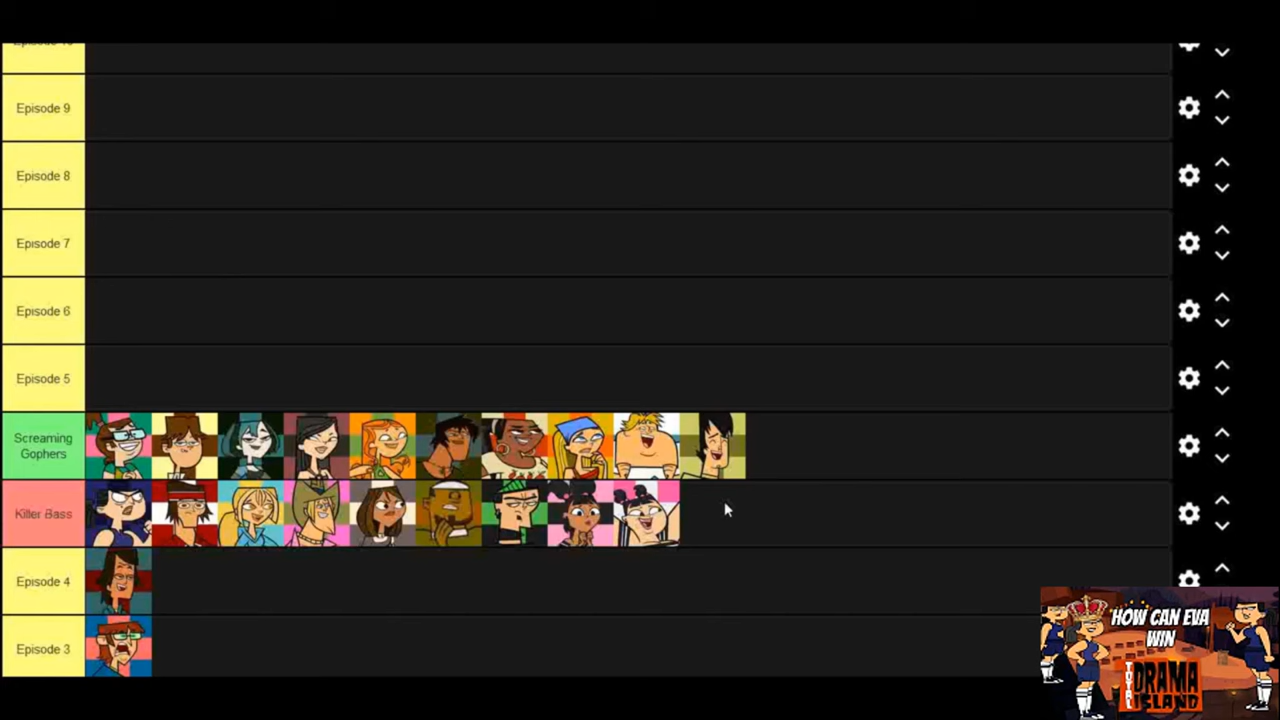 Episode 9
Episode 8
Episode 7
Episode 6
Episode 5
Screaming
Gophers
Killer Bass
Episode 4
Episode 3
HOW CAN EVA
WIN
TOTAL
DRAMA
ISLAND